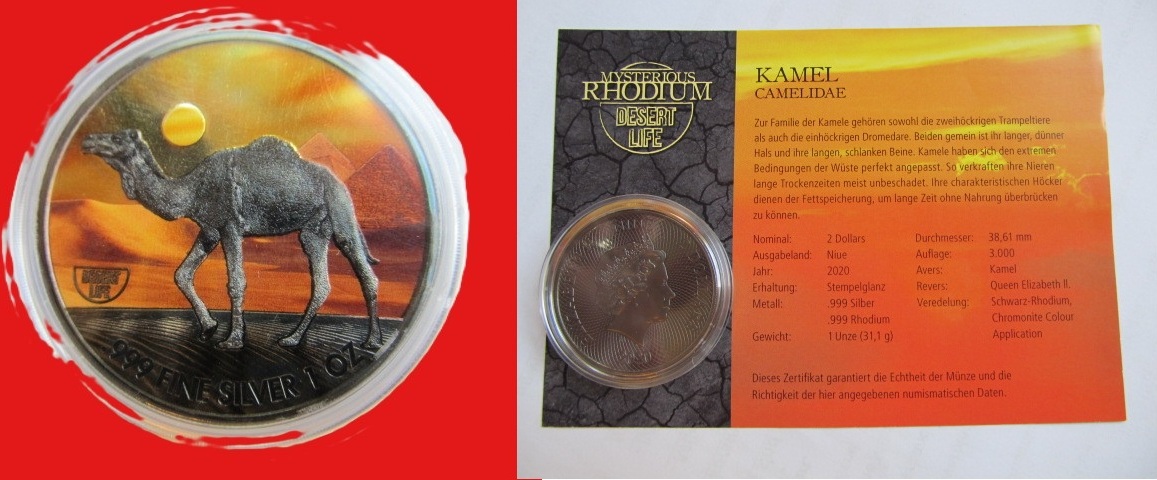 DESERT
LIFE
999 FINE SILVER 1 OZ
MYSTERIOUS
RHODIUM
DESERT
LIFE
KAMEL
CAMELIDAE
Zur Familie der Kamele gehören sowohl die zweihöckrigen Trampeltiere
als auch die einhöckrigen Dromedare. Beiden gemein ist ihr langer, dünner
Hals und ihre langen, schlanken Beine. Kamele haben sich den extremen
Bedingungen der Wüste perfekt angepasst. So verkraften ihre Nieren
lange Trockenzeiten meist unbeschadet. Ihre charakteristischen Höcker
dienen der Fettspeicherung, um lange Zeit ohne Nahrung überbrücken
zu können.
Nominal: 2 Dollars Durchmesser: 38,61 mm
Ausgabeland: Niue Auflage: 3.000
Jahr: 2020 Avers: Kamel
Erhaltung: Stempelglanz Revers: Queen Elizabeth II.
Metall: .999 Silber Veredelung: Schwarz-Rhodium,
.999 Rhodium Chromonite Colour
Gewicht: 1 Unze (31,1 g) Application
Dieses Zertifikat garantiert die Echtheit der Münze und die
Richtigkeit der hier angegebenen numismatischen Daten.